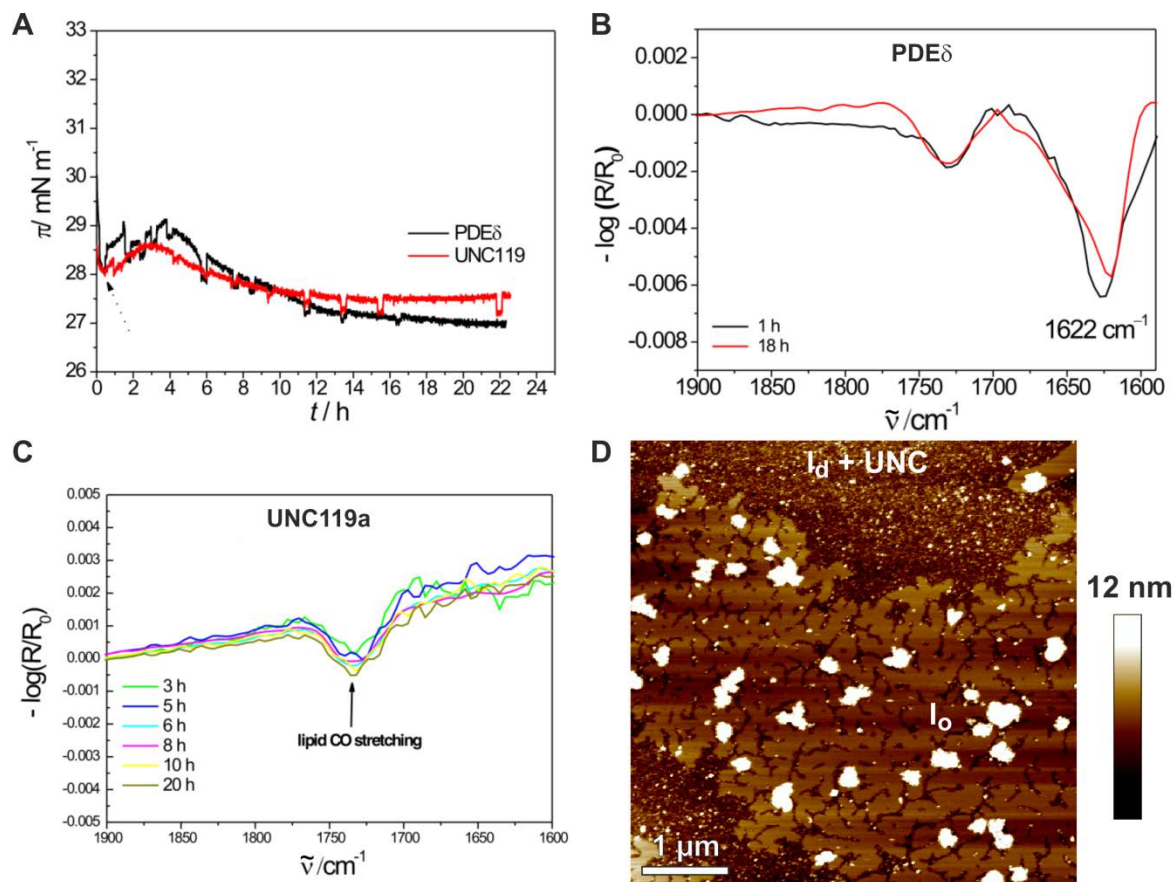 A
33
32
31
30
29
28
27
26
π/ mN m⁻¹
PDEδ
UNC119
0 2 4 6 8 10 12 14 16 18 20 22 24
t / h
B
PDEδ
0.002
0.000
-0.002
-0.004
-0.006
-0.008
- log (R/R₀)
1 h
18 h
1622 cm⁻¹
1900 1850 1800 1750 1700 1650 1600
ν̃ /cm⁻¹
C
UNC119a
0.005
0.004
0.003
0.002
0.001
0.000
-0.001
-0.002
-0.003
-0.004
-0.005
- log(R/R₀)
3 h
5 h
6 h
8 h
10 h
20 h
lipid CO stretching
1900 1850 1800 1750 1700 1650 1600
ν̃ /cm⁻¹
D
l_d + UNC
l_o
1 µm
12 nm